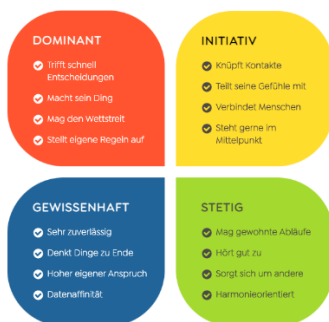 DOMINANT
Trifft schnell
Entscheidungen
Macht sein Ding
Mag den Wettstreit
Stellt eigene Regeln auf
INITIATIV
Knüpft Kontakte
Teilt seine Gefühle mit
Verbindet Menschen
Steht gerne im
Mittelpunkt
GEWISSENHAFT
Sehr zuverlässig
Denkt Dinge zu Ende
Hoher eigener Anspruch
Datenaffinität
STETIG
Mag gewohnte Abläufe
Hört gut zu
Sorgt sich um andere
Harmonieorientiert